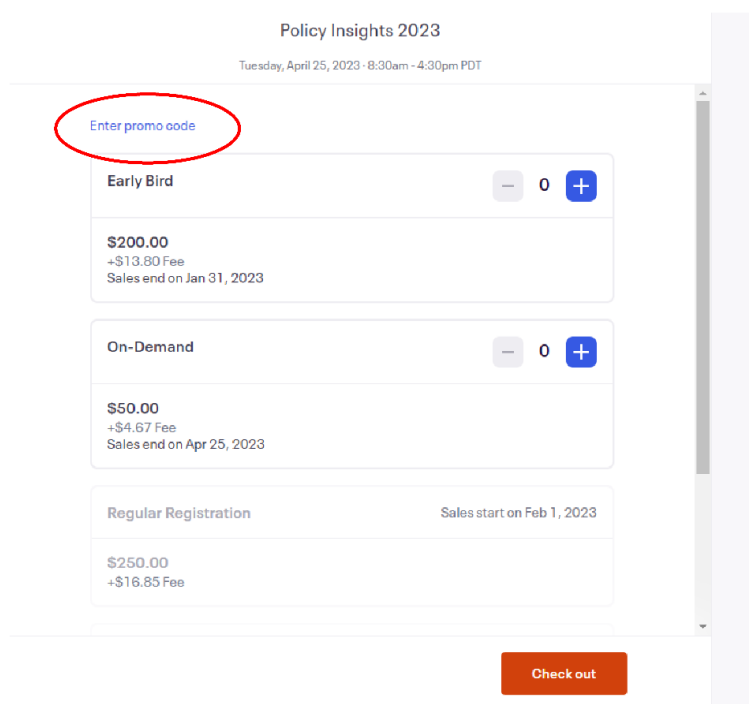 Policy Insights 2023
Tuesday, April 25, 2023 · 8:30am - 4:30pm PDT
Enter promo code
Early Bird
0
$200.00
+$13.80 Fee
Sales end on Jan 31, 2023
On-Demand
0
$50.00
+$4.67 Fee
Sales end on Apr 25, 2023
Regular Registration
Sales start on Feb 1, 2023
$250.00
+$16.85 Fee
Check out